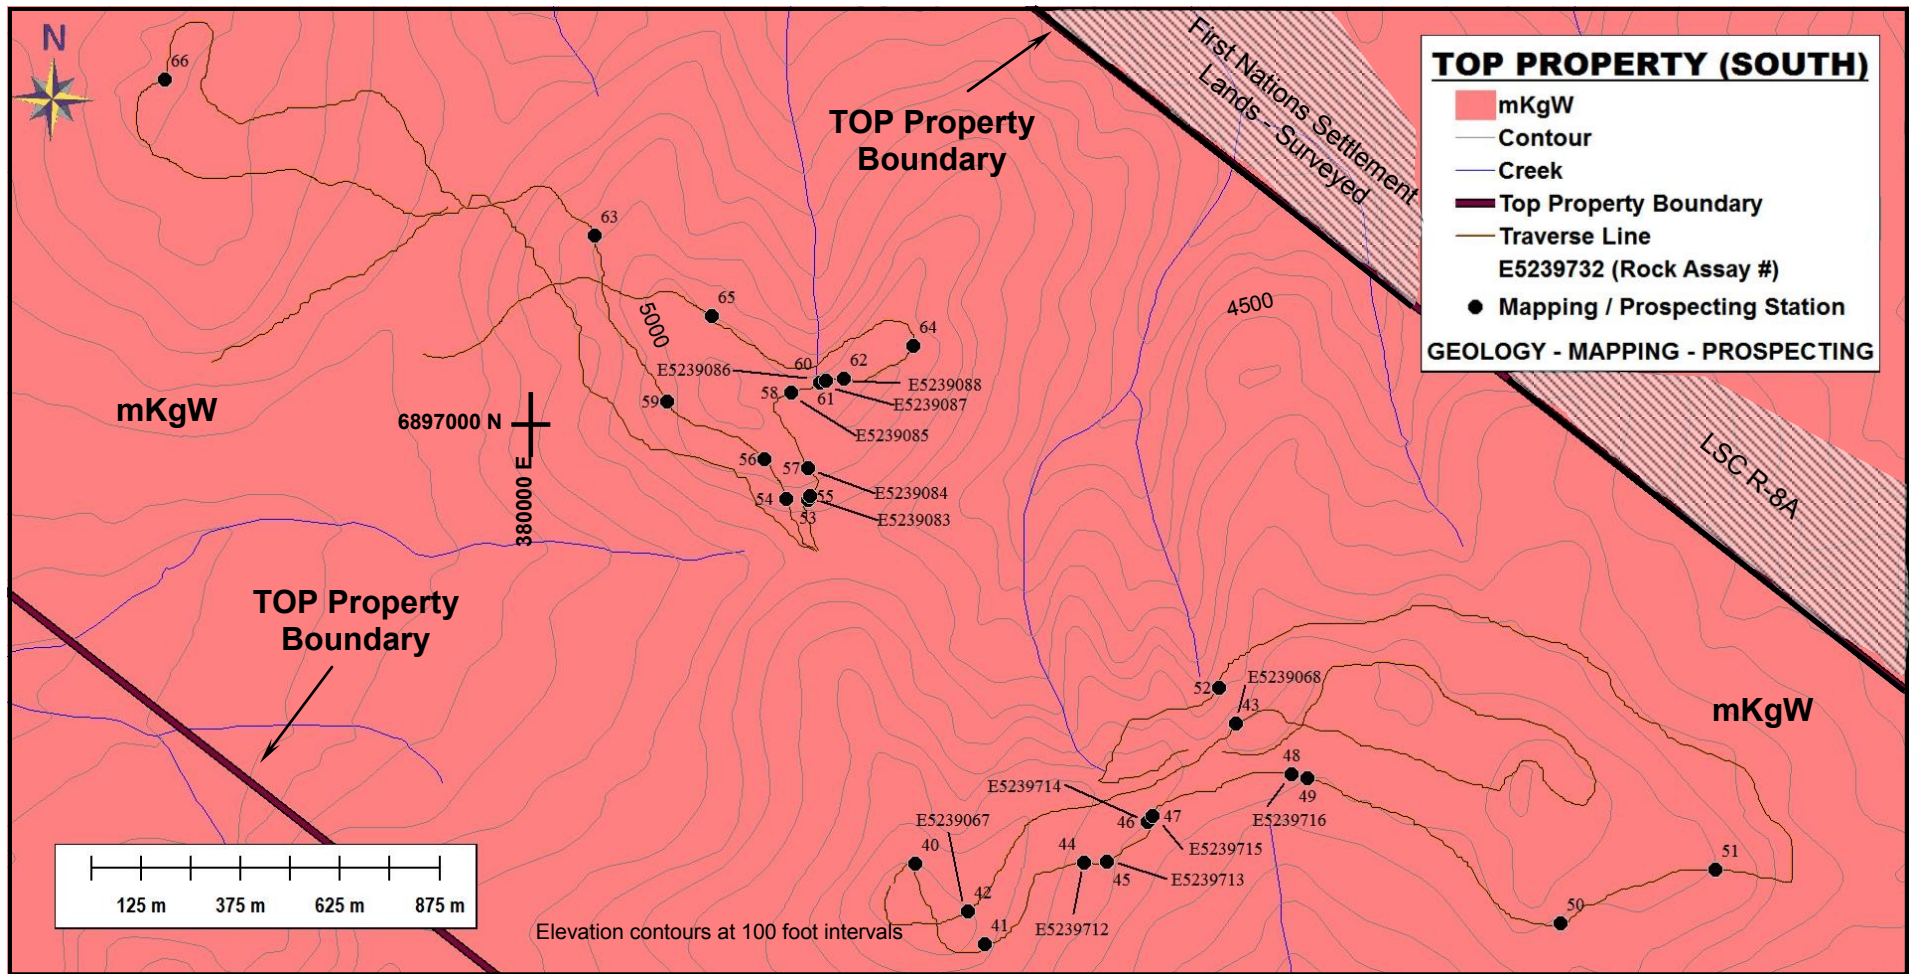 N
66
TOP Property
Boundary
First Nations Settlement
Lands - Surveyed
TOP PROPERTY (SOUTH)
mKgW
Contour
Creek
Top Property Boundary
Traverse Line
E5239732 (Rock Assay #)
Mapping / Prospecting Station
GEOLOGY - MAPPING - PROSPECTING
63
65
5000
64
4500
60
62
E5239086
E5239088
58
61
E5239087
59
mKgW
6897000 N
380000 E
E5239085
56
57
54
55
E5239084
53
E5239083
LSC R-8A
TOP Property
Boundary
52
E5239068
43
mKgW
48
49
E5239714
46
47
E5239716
E5239067
40
44
45
E5239715
E5239713
51
42
50
41
E5239712
125 m
375 m
625 m
875 m
Elevation contours at 100 foot intervals